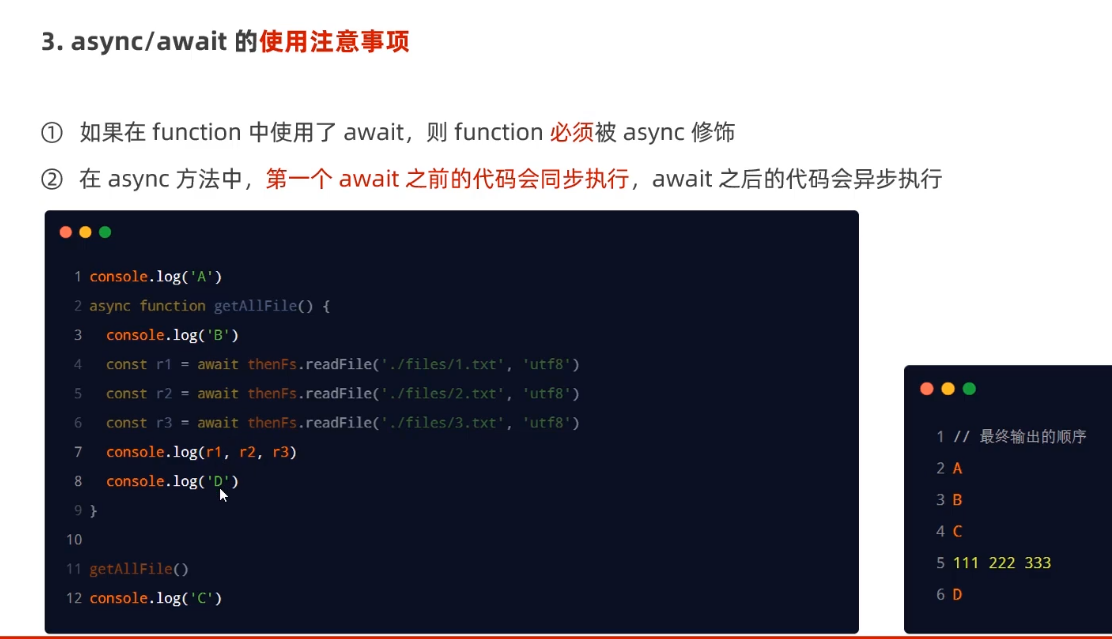 3. async/await 的使用注意事项
① 如果在 function 中使用了 await，则 function 必须被 async 修饰
② 在 async 方法中，第一个 await 之前的代码会同步执行，await 之后的代码会异步执行
1 console.log('A')
2 async function getAllFile() {
3 console.log('B')
4 const r1 = await thenFs.readFile('./files/1.txt', 'utf8')
5 const r2 = await thenFs.readFile('./files/2.txt', 'utf8')
6 const r3 = await thenFs.readFile('./files/3.txt', 'utf8')
7 console.log(r1, r2, r3)
8 console.log('D')
9 }
10
11 getAllFile()
12 console.log('C')
1 // 最终输出的顺序
2 A
3 B
4 C
5 111 222 333
6 D